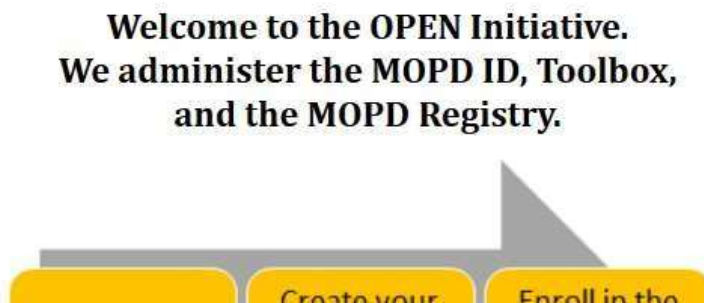 Welcome to the OPEN Initiative.
We administer the MOPD ID, Toolbox,
and the MOPD Registry.
Create your
Enroll in the